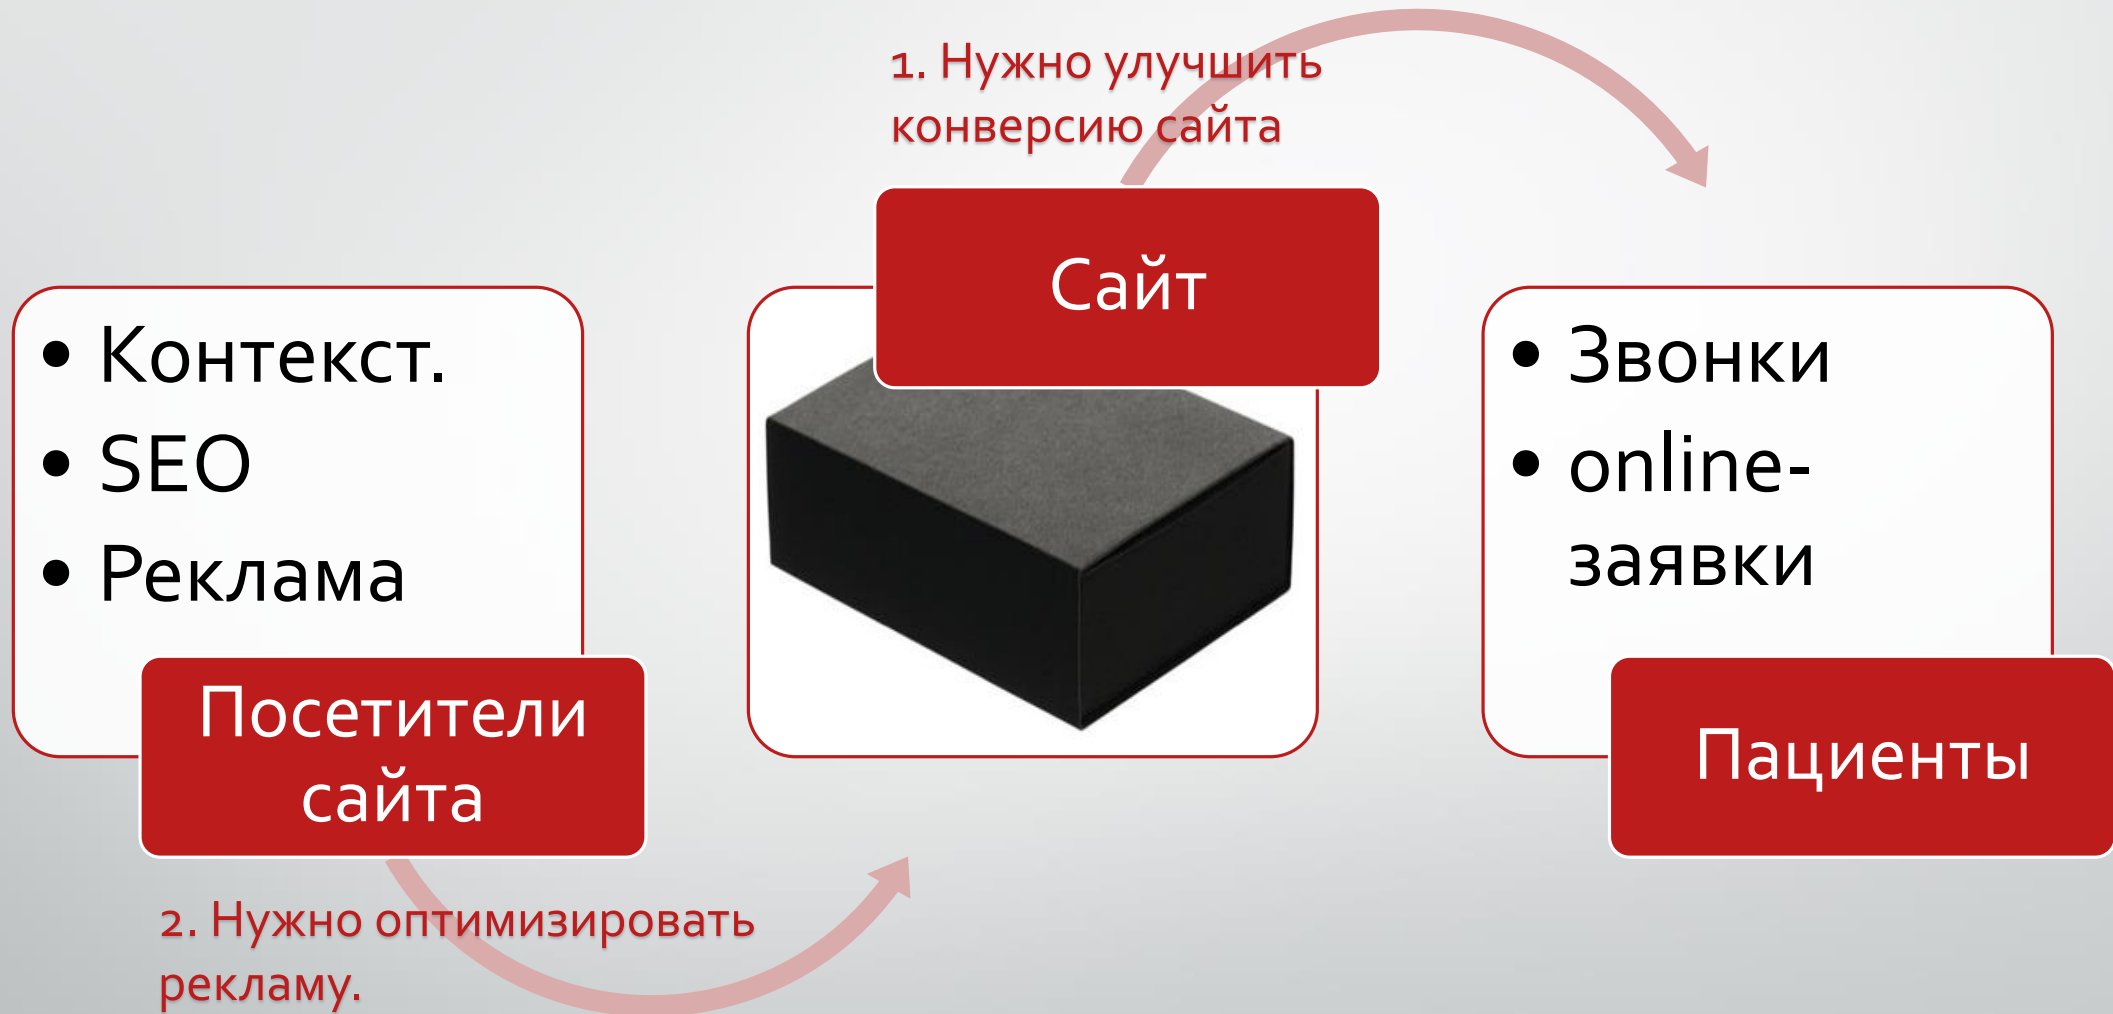 1. Нужно улучшить
конверсию сайта
Сайт
• Контекст.
• SEO
• Реклама
Посетители
сайта
2. Нужно оптимизировать
рекламу.
• Звонки
• online-
заявки
Пациенты